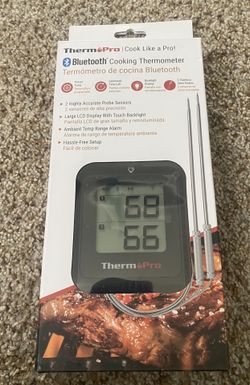 ThermoPro
Cook Like a Pro!
Bluetooth® Cooking Thermometer
Termómetro de cocina Bluetooth
• 2 Highly Accurate Probe Sensors
2 sensores de alta precisión
• Large LCD Display With Touch Backlight
Pantalla LCD de gran tamaño y retroiluminada
• Ambient Temp Range Alarm
Alarma de rango de temperatura ambiente
• Hassle-Free Setup
Fácil de colocar
68
66
ThermoPro